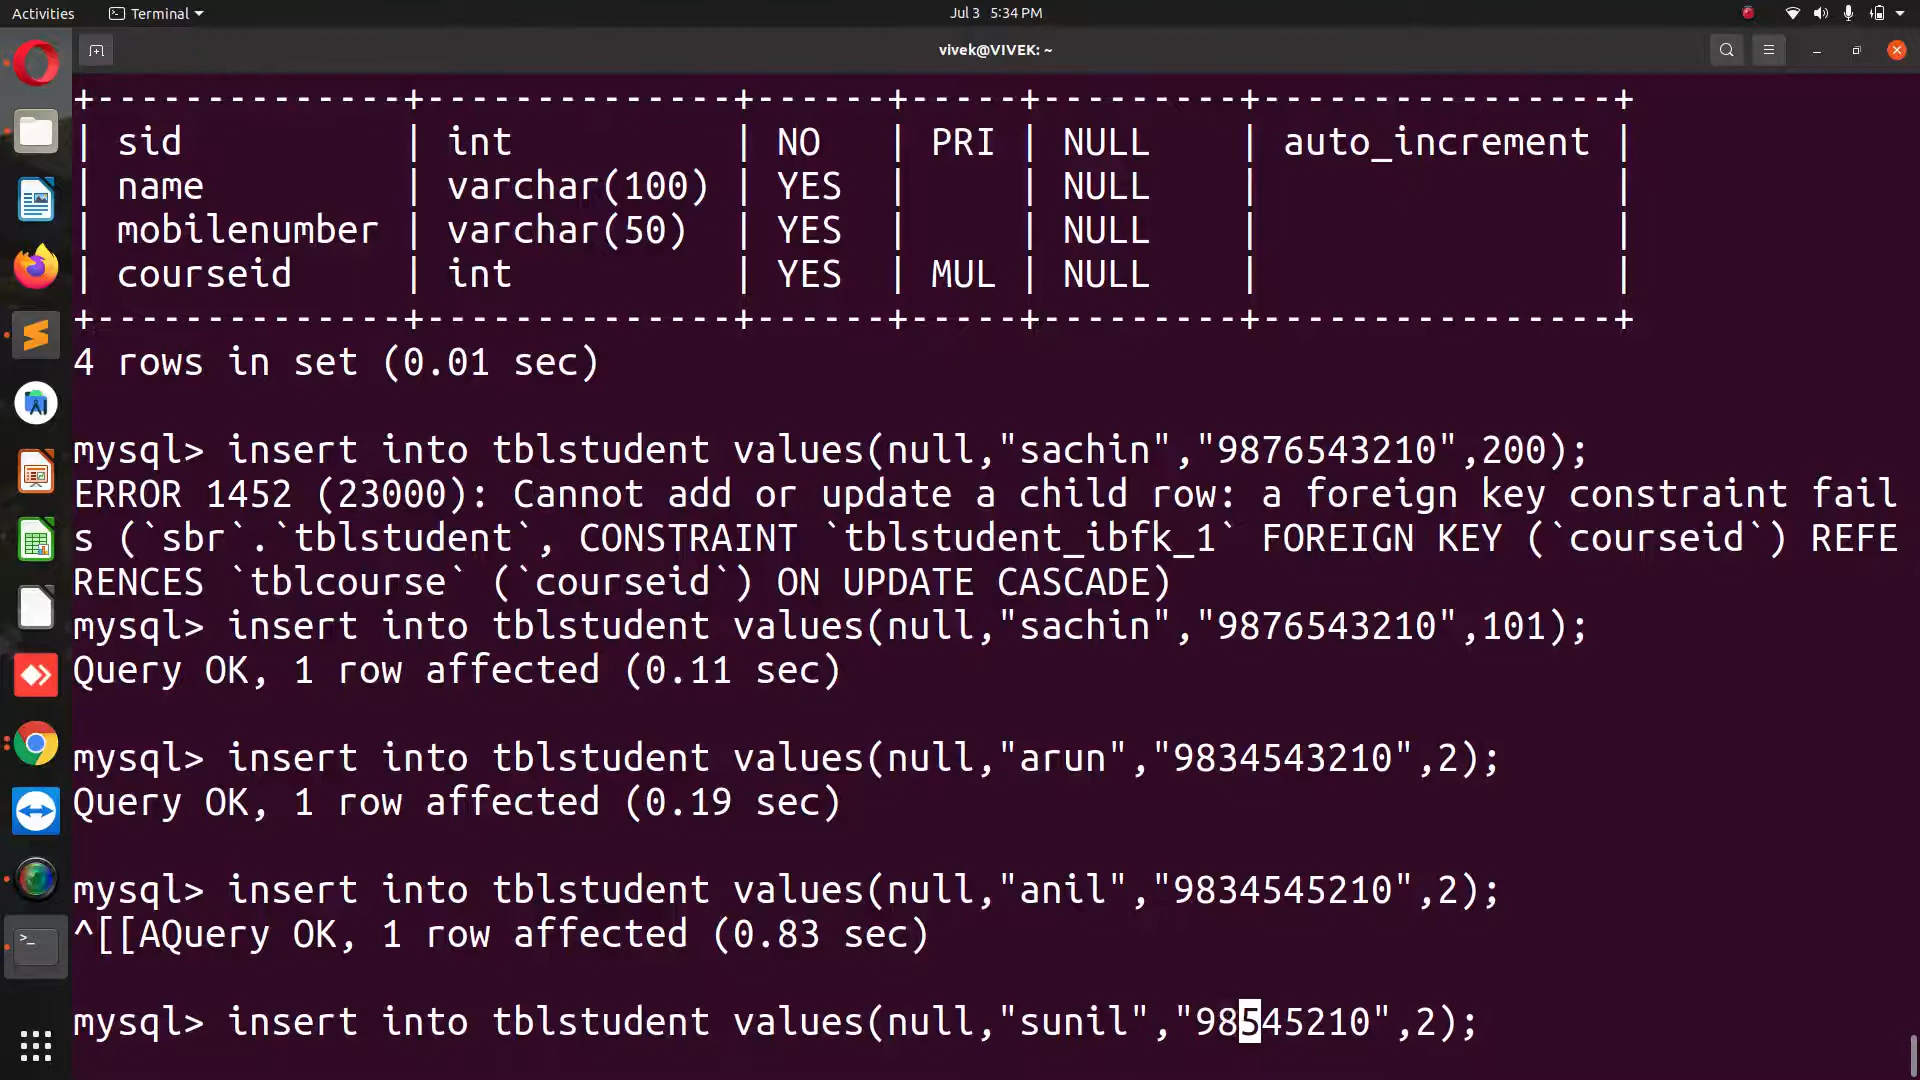 Activities Terminal Jul 3 5:34 PM
vivek@VIVEK: ~
+--------------+--------------+------+-----+---------+----------------+
| sid | int | NO | PRI | NULL | auto_increment |
| name | varchar(100) | YES | | NULL | |
| mobilenumber | varchar(50) | YES | | NULL | |
| courseid | int | YES | MUL | NULL | |
+--------------+--------------+------+-----+---------+----------------+
4 rows in set (0.01 sec)
mysql> insert into tblstudent values(null,"sachin","9876543210",200);
ERROR 1452 (23000): Cannot add or update a child row: a foreign key constraint fail
s (`sbr`.`tblstudent`, CONSTRAINT `tblstudent_ibfk_1` FOREIGN KEY (`courseid`) REFE
RENCES `tblcourse` (`courseid`) ON UPDATE CASCADE)
mysql> insert into tblstudent values(null,"sachin","9876543210",101);
Query OK, 1 row affected (0.11 sec)
mysql> insert into tblstudent values(null,"arun","9834543210",2);
Query OK, 1 row affected (0.19 sec)
mysql> insert into tblstudent values(null,"anil","9834545210",2);
^[[AQuery OK, 1 row affected (0.83 sec)
mysql> insert into tblstudent values(null,"sunil","98545210",2);